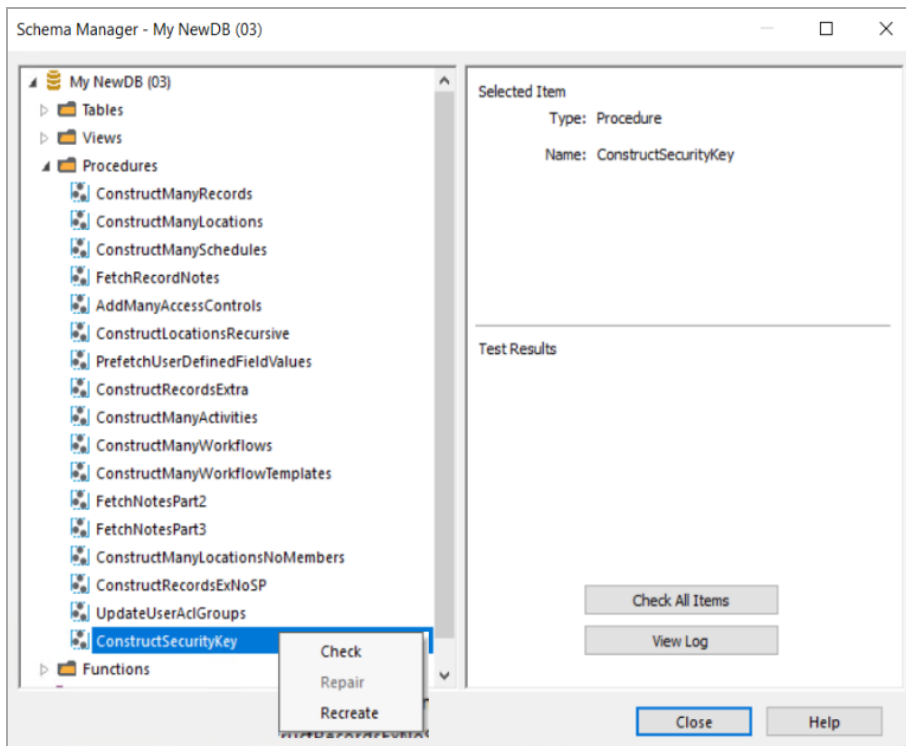 Schema Manager - My NewDB (03)
My NewDB (03)
Tables
Views
Procedures
ConstructManyRecords
ConstructManyLocations
ConstructManySchedules
FetchRecordNotes
AddManyAccessControls
ConstructLocationsRecursive
PrefetchUserDefinedFieldValues
ConstructRecordsExtra
ConstructManyActivities
ConstructManyWorkflows
ConstructManyWorkflowTemplates
FetchNotesPart2
FetchNotesPart3
ConstructManyLocationsNoMembers
ConstructRecordsExNoSP
UpdateUserAclGroups
ConstructSecurityKey
Functions
Check
Repair
Recreate
Selected Item
Type: Procedure
Name: ConstructSecurityKey
Test Results
Check All Items
View Log
Close Help